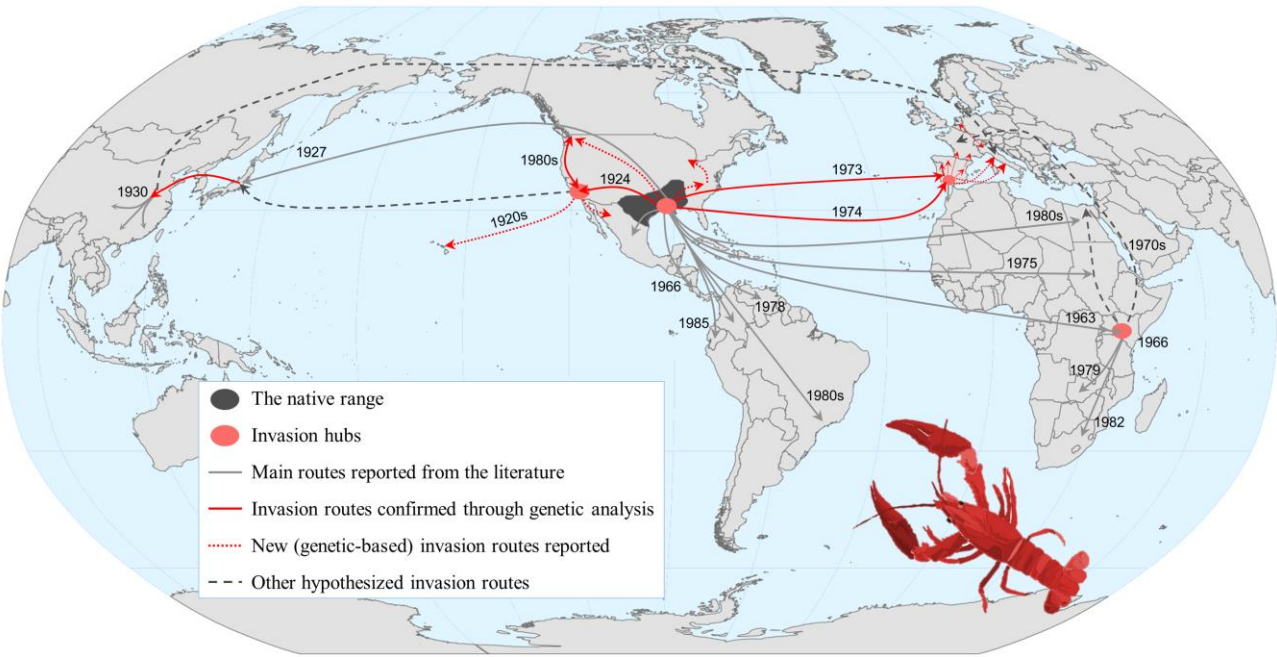 1927
1930
1980s
1924
1920s
1973
1974
1980s
1970s
1975
1966
1978
1985
1963
1966
1979
1980s
1982
The native range
Invasion hubs
Main routes reported from the literature
Invasion routes confirmed through genetic analysis
New (genetic-based) invasion routes reported
Other hypothesized invasion routes